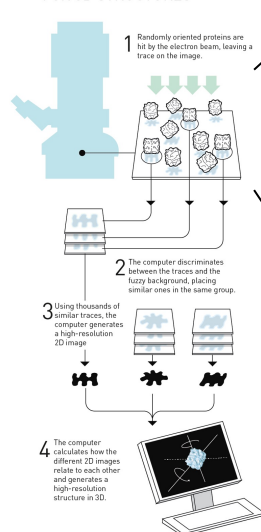 1 Randomly oriented proteins are
hit by the electron beam, leaving a
trace on the image.
2 The computer discriminates
between the traces and the
fuzzy background, placing
similar ones in the same group.
3 Using thousands of
similar traces, the
computer generates
a high-resolution
2D image
4 The computer
calculates how the
different 2D images
relate to each other
and generates a
high-resolution
structure in 3D.